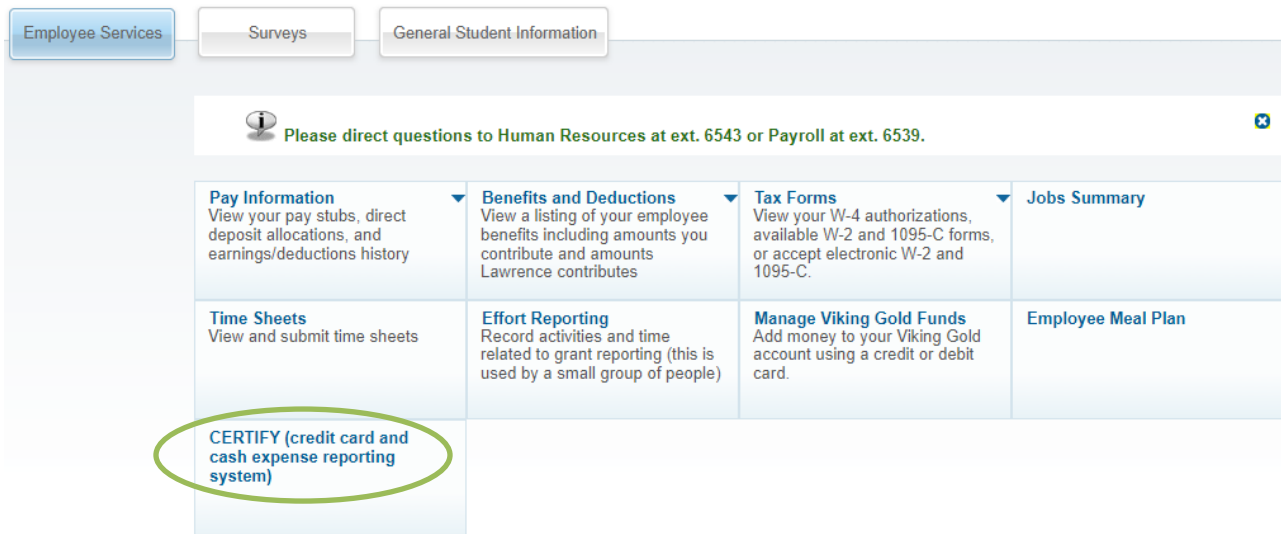 Employee Services
Surveys
General Student Information
Please direct questions to Human Resources at ext. 6543 or Payroll at ext. 6539.
Pay Information
View your pay stubs, direct
deposit allocations, and
earnings/deductions history
Benefits and Deductions
View a listing of your employee
benefits including amounts you
contribute and amounts
Lawrence contributes
Tax Forms
View your W-4 authorizations,
available W-2 and 1095-C forms,
or accept electronic W-2 and
1095-C.
Jobs Summary
Time Sheets
View and submit time sheets
Effort Reporting
Record activities and time
related to grant reporting (this is
used by a small group of people)
Manage Viking Gold Funds
Add money to your Viking Gold
account using a credit or debit
card.
Employee Meal Plan
CERTIFY (credit card and
cash expense reporting
system)